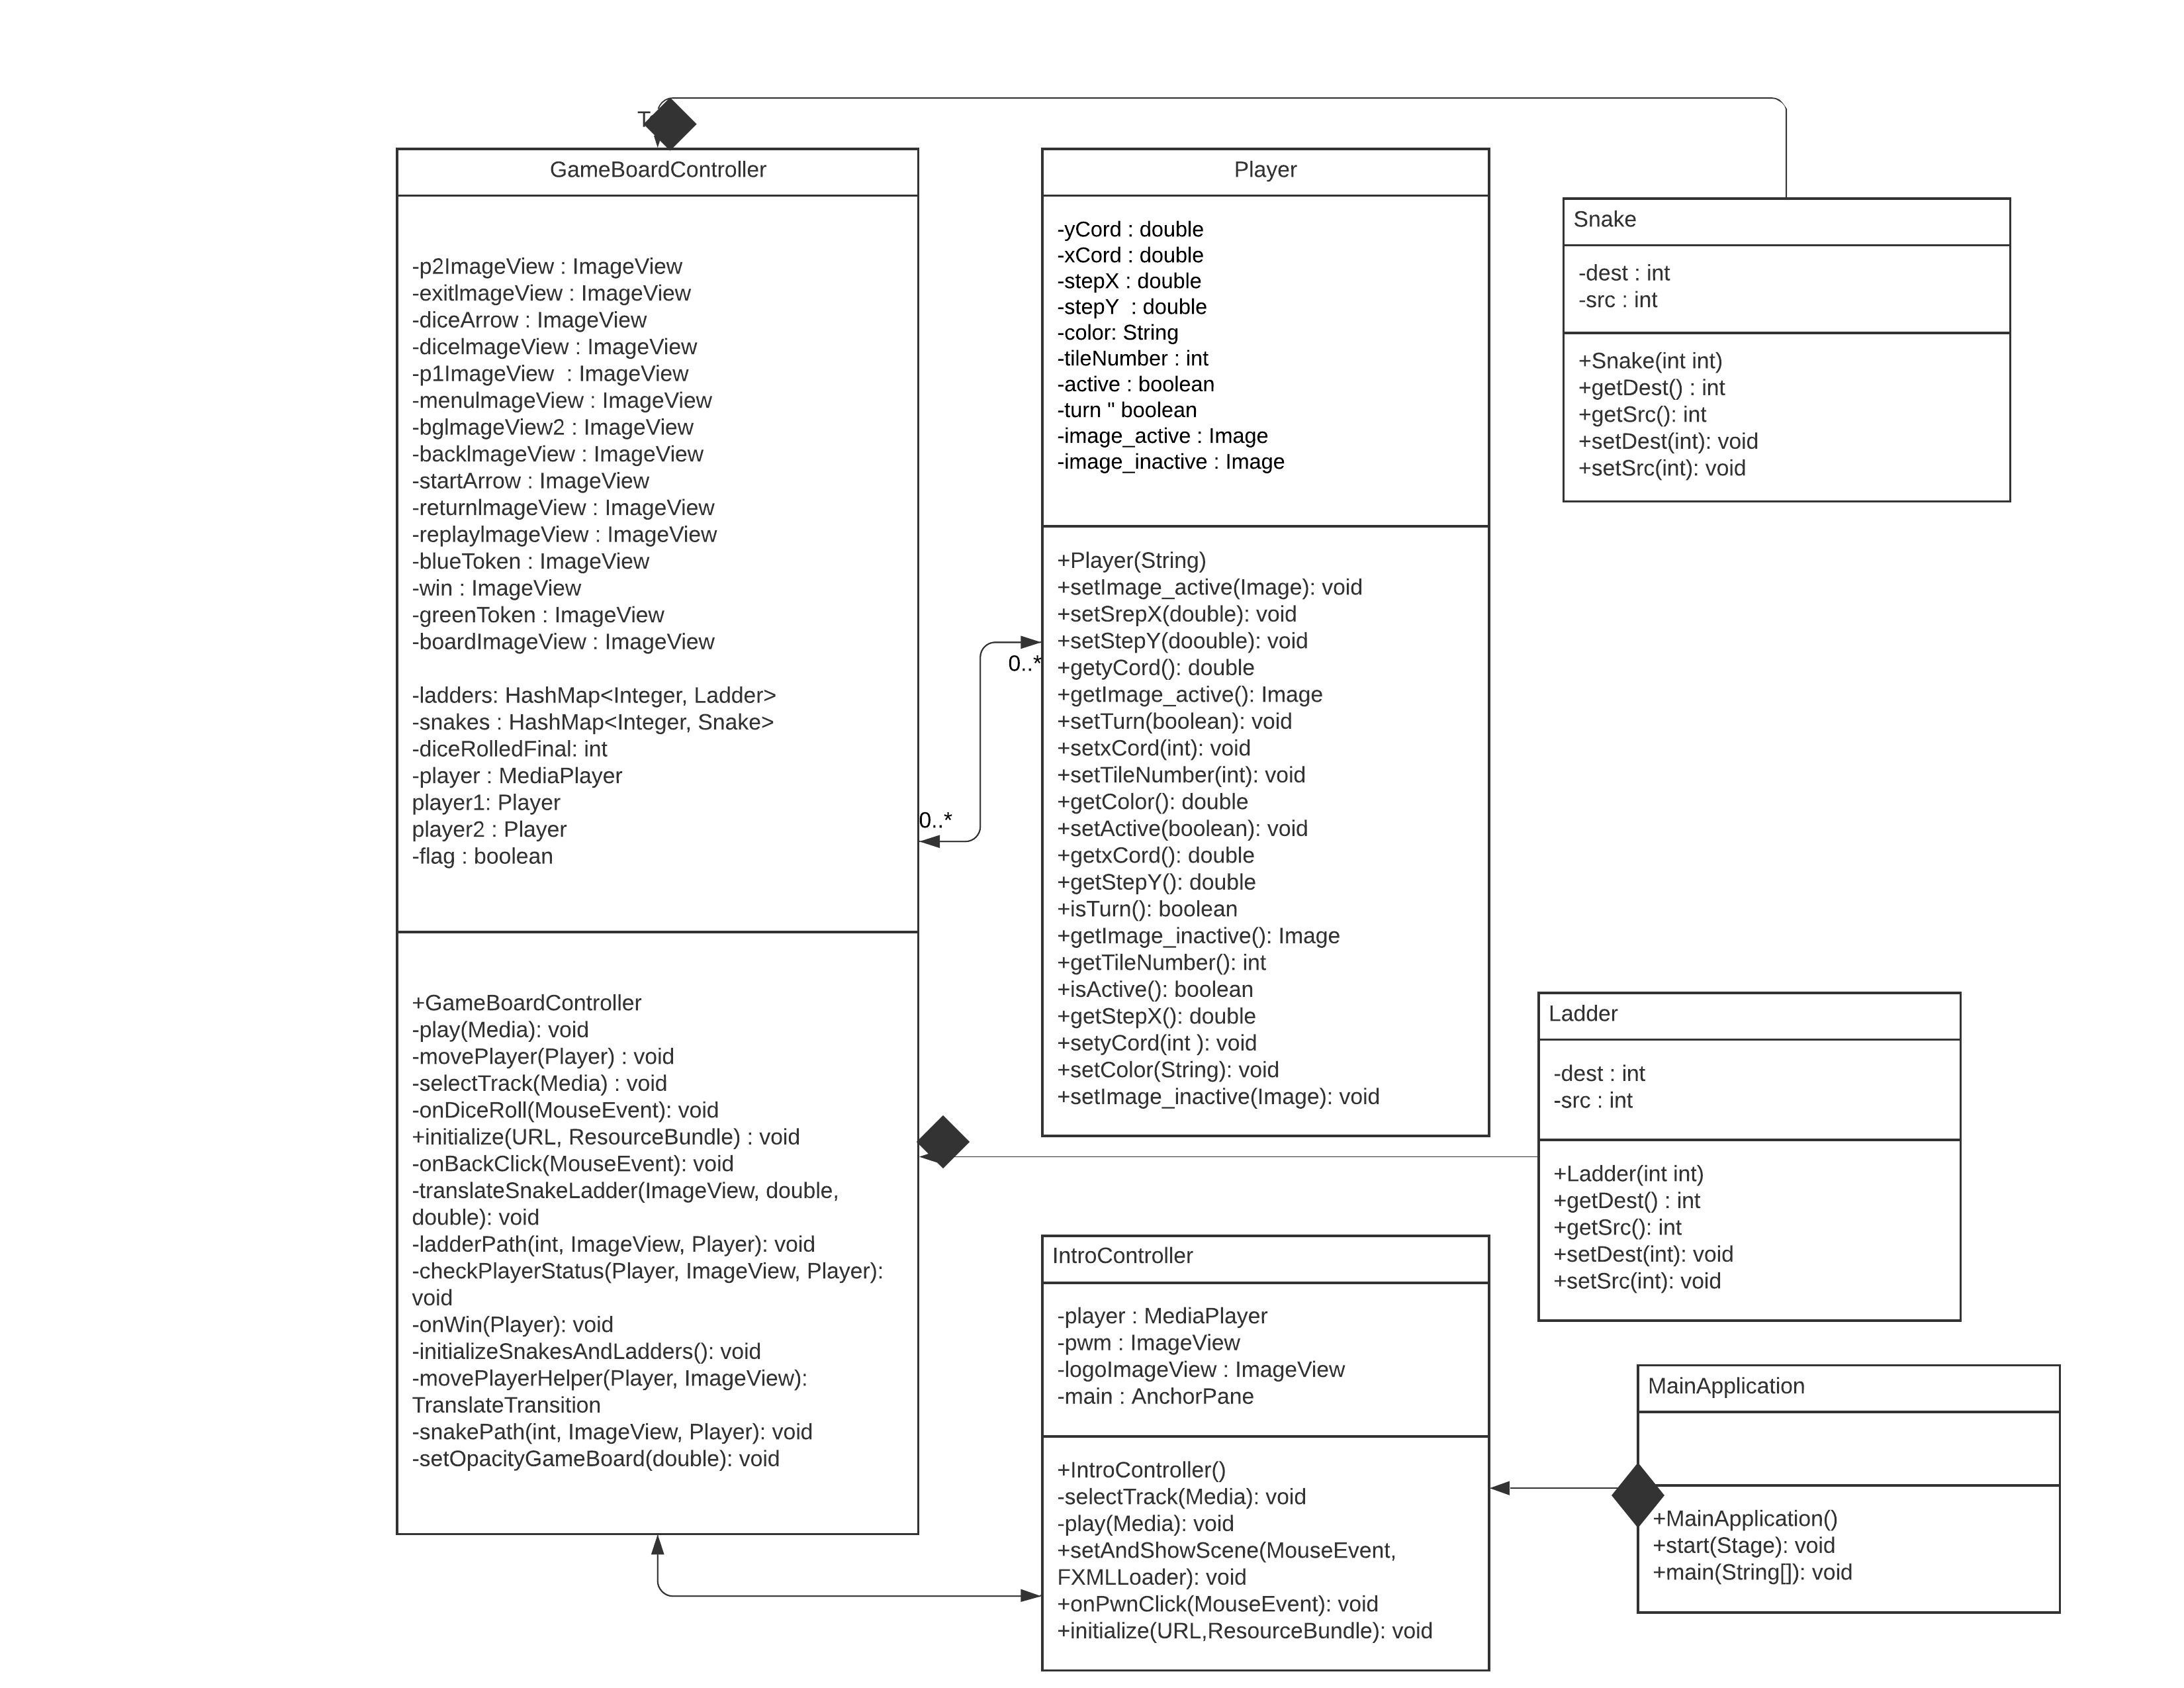 T
GameBoardController
-p2ImageView : ImageView
-exitImageView : ImageView
-diceArrow : ImageView
-diceImageView : ImageView
-p1ImageView  : ImageView
-menuImageView : ImageView
-bgImageView2 : ImageView
-backImageView : ImageView
-startArrow : ImageView
-returnImageView : ImageView
-replayImageView : ImageView
-blueToken : ImageView
-win : ImageView
-greenToken : ImageView
-boardImageView : ImageView
-ladders: HashMap<Integer, Ladder>
-snakes : HashMap<Integer, Snake>
-diceRolledFinal: int
-player : MediaPlayer
player1: Player
player2 : Player
-flag : boolean
+GameBoardController
-play(Media): void
-movePlayer(Player) : void
-selectTrack(Media) : void
-onDiceRoll(MouseEvent): void
+initialize(URL, ResourceBundle) : void
-onBackClick(MouseEvent): void
-translateSnakeLadder(ImageView, double,
double): void
-ladderPath(int, ImageView, Player): void
-checkPlayerStatus(Player, ImageView, Player):
void
-onWin(Player): void
-initializeSnakesAndLadders(): void
-movePlayerHelper(Player, ImageView):
TranslateTransition
-snakePath(int, ImageView, Player): void
-setOpacityGameBoard(double): void
0..*
0..*
Player
-yCord : double
-xCord : double
-stepX : double
-stepY  : double
-color: String
-tileNumber : int
-active : boolean
-turn " boolean
-image_active : Image
-image_inactive : Image
+Player(String)
+setImage_active(Image): void
+setSrepX(double): void
+setStepY(doouble): void
+getyCord(): double
+getImage_active(): Image
+setTurn(boolean): void
+setxCord(int): void
+setTileNumber(int): void
+getColor(): double
+setActive(boolean): void
+getxCord(): double
+getStepY(): double
+isTurn(): boolean
+getImage_inactive(): Image
+getTileNumber(): int
+isActive(): boolean
+getStepX(): double
+setyCord(int ): void
+setColor(String): void
+setImage_inactive(Image): void
Snake
-dest : int
-src : int
+Snake(int int)
+getDest() : int
+getSrc(): int
+setDest(int): void
+setSrc(int): void
Ladder
-dest : int
-src : int
+Ladder(int int)
+getDest() : int
+getSrc(): int
+setDest(int): void
+setSrc(int): void
IntroController
-player : MediaPlayer
-pwm : ImageView
-logoImageView : ImageView
-main : AnchorPane
+IntroController()
-selectTrack(Media): void
-play(Media): void
+setAndShowScene(MouseEvent,
FXMLLoader): void
+onPwnClick(MouseEvent): void
+initialize(URL,ResourceBundle): void
MainApplication
+MainApplication()
+start(Stage): void
+main(String[]): void